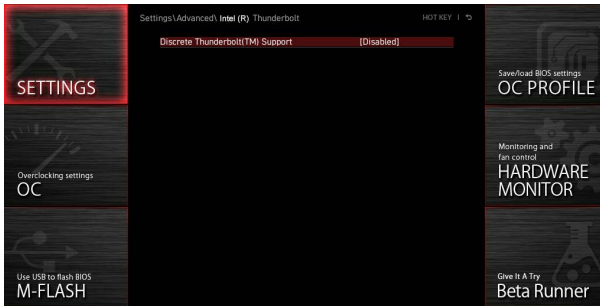 Settings\Advanced\ Intel (R) Thunderbolt
HOT KEY | ⮌
Discrete Thunderbolt(TM) Support [Disabled]
SETTINGS
Overclocking settings
OC
Use USB to flash BIOS
M-FLASH
Save/load BIOS settings
OC PROFILE
Monitoring and
fan control
HARDWARE
MONITOR
Give It A Try
Beta Runner